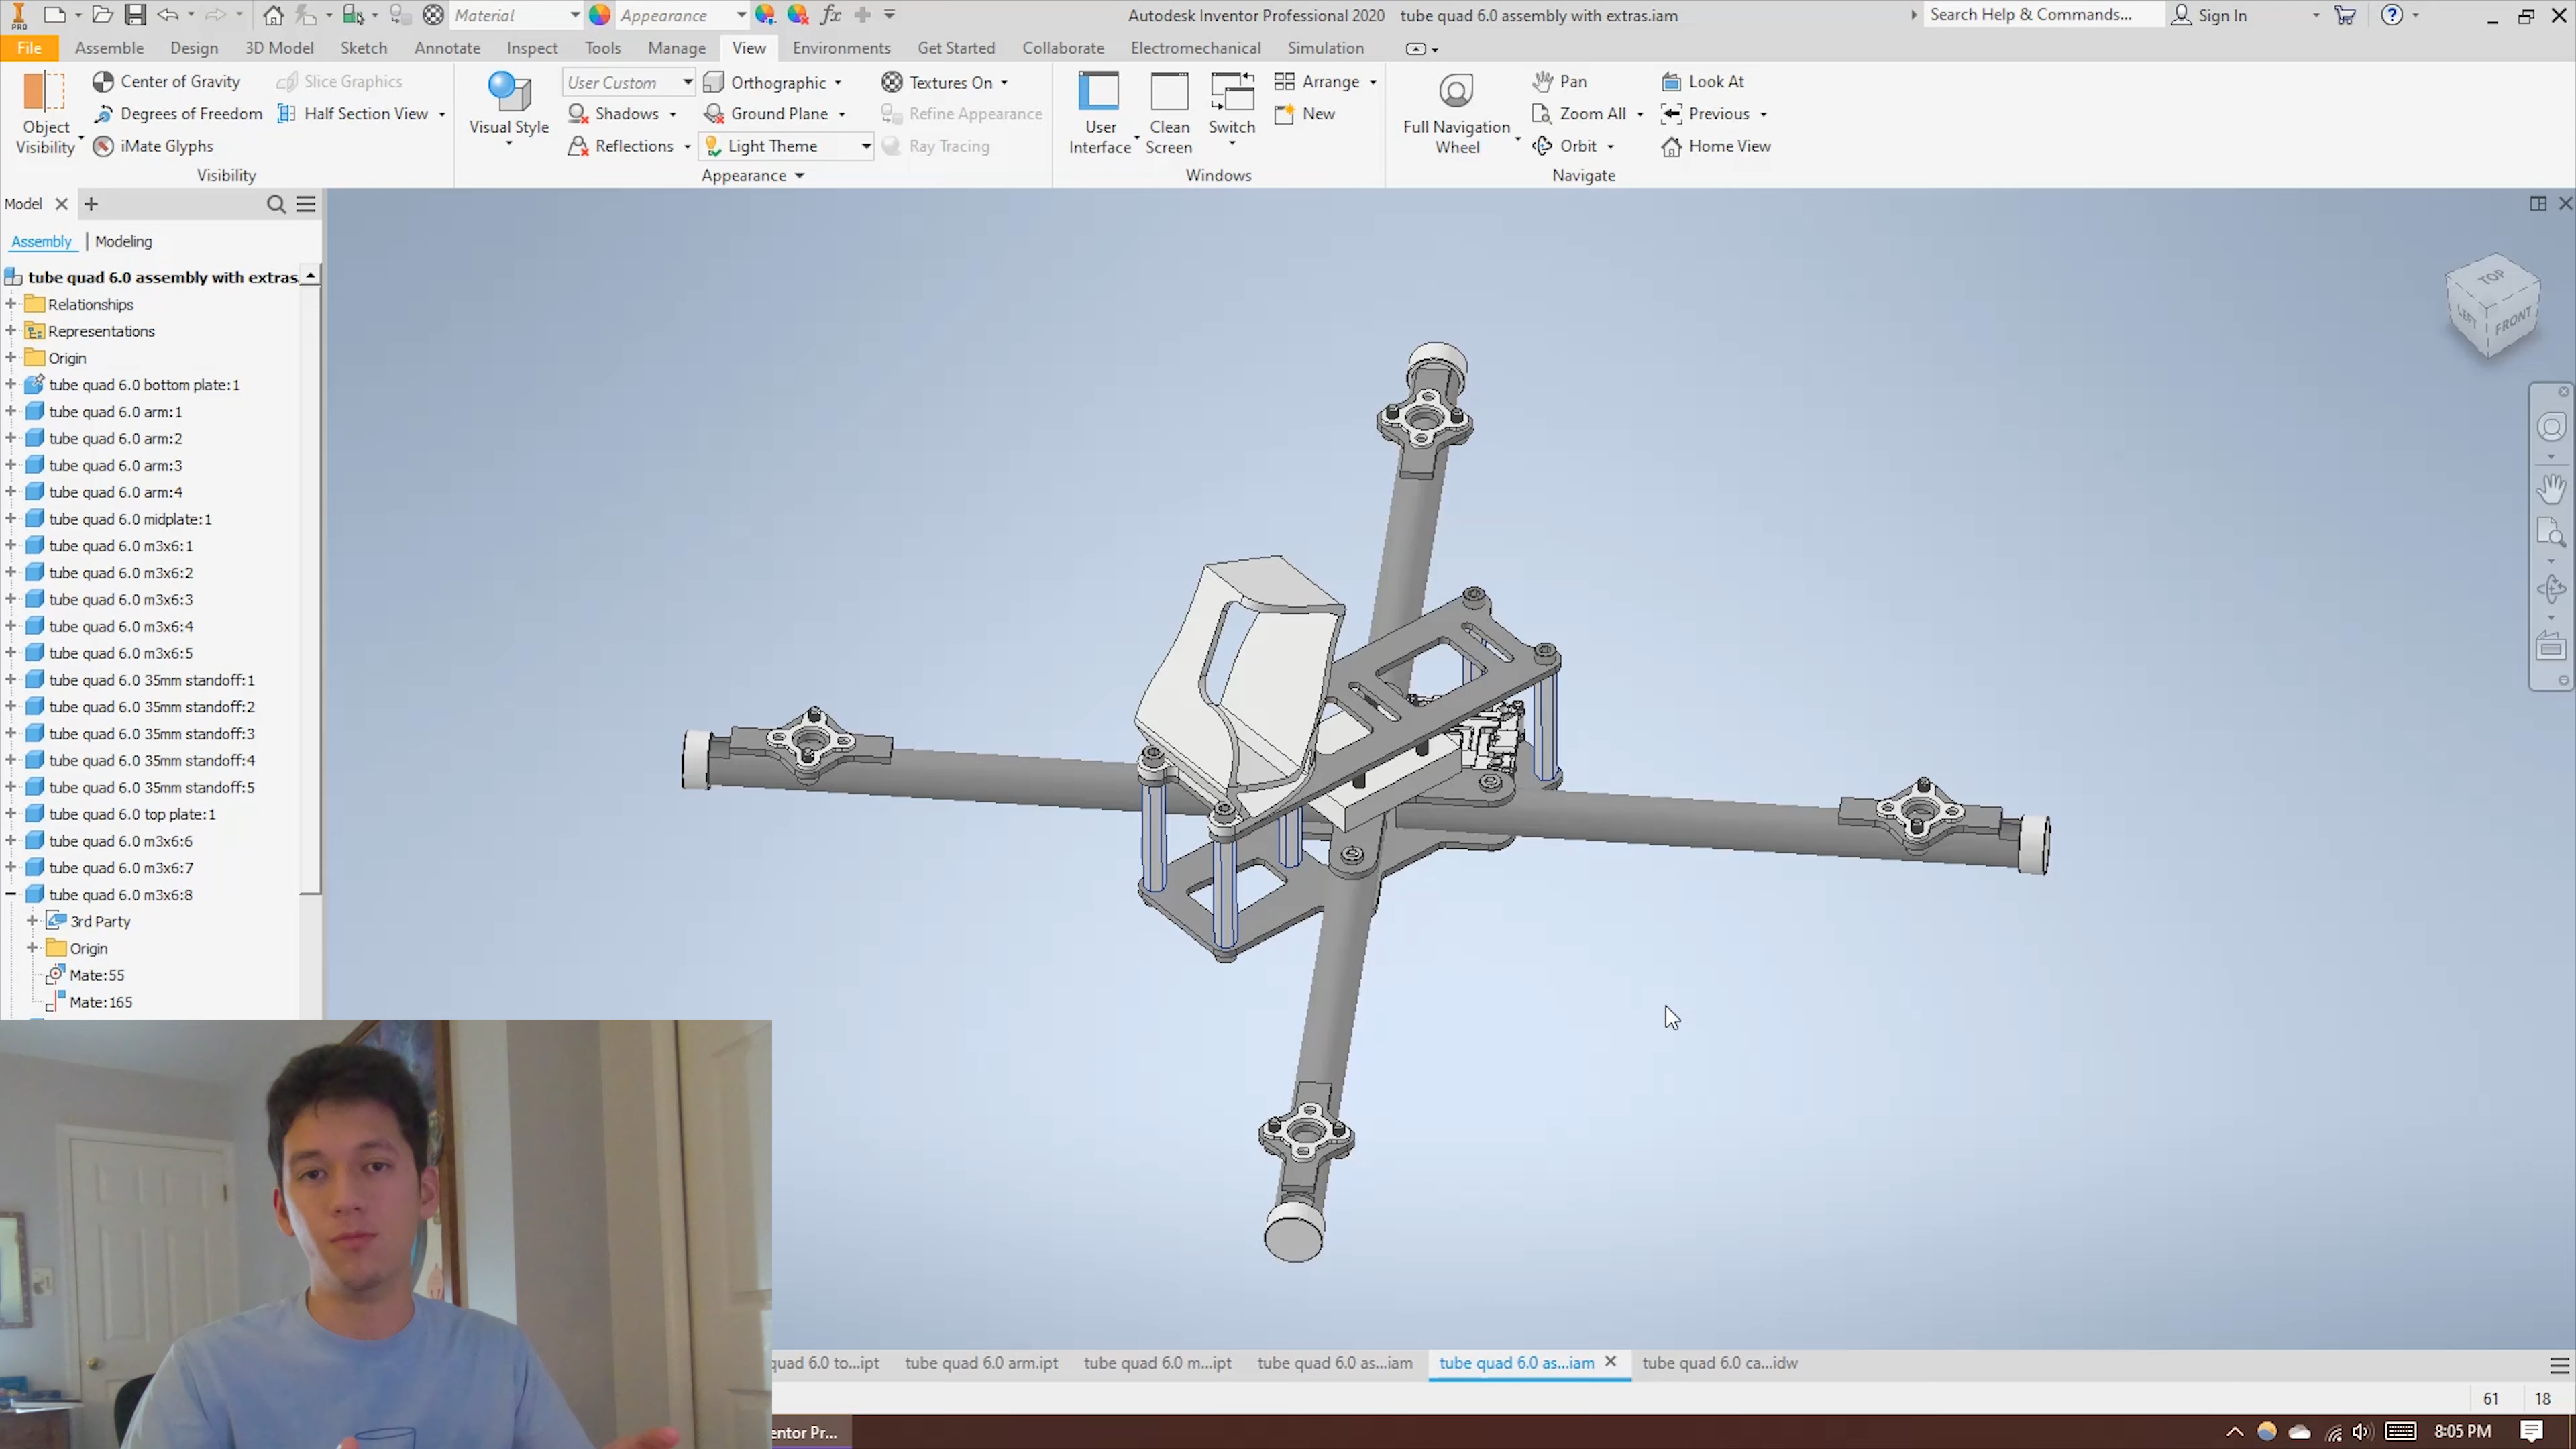 Material
Appearance
fx
Autodesk Inventor Professional 2020 tube quad 6.0 assembly with extras.iam
Search Help & Commands...
Sign In
PRO
File Assemble Design 3D Model Sketch Annotate Inspect Tools Manage View Environments Get Started Collaborate Electromechanical Simulation
Object
Visibility
Center of Gravity
Degrees of Freedom
iMate Glyphs
Slice Graphics
Half Section View
Visibility
Visual Style
User Custom
Shadows
Reflections
Orthographic
Ground Plane
Light Theme
Textures On
Refine Appearance
Ray Tracing
Appearance
User
Interface
Clean
Screen
Switch
Arrange
New
Windows
Full Navigation
Wheel
Pan
Zoom All
Orbit
Look At
Previous
Home View
Navigate
Model
Assembly | Modeling
tube quad 6.0 assembly with extras.
Relationships
Representations
Origin
tube quad 6.0 bottom plate:1
tube quad 6.0 arm:1
tube quad 6.0 arm:2
tube quad 6.0 arm:3
tube quad 6.0 arm:4
tube quad 6.0 midplate:1
tube quad 6.0 m3x6:1
tube quad 6.0 m3x6:2
tube quad 6.0 m3x6:3
tube quad 6.0 m3x6:4
tube quad 6.0 m3x6:5
tube quad 6.0 35mm standoff:1
tube quad 6.0 35mm standoff:2
tube quad 6.0 35mm standoff:3
tube quad 6.0 35mm standoff:4
tube quad 6.0 35mm standoff:5
tube quad 6.0 top plate:1
tube quad 6.0 m3x6:6
tube quad 6.0 m3x6:7
tube quad 6.0 m3x6:8
3rd Party
Origin
Mate:55
Mate:165
TOP
LEFT
FRONT
quad 6.0 to...ipt
tube quad 6.0 arm.ipt
tube quad 6.0 m...ipt
tube quad 6.0 as...iam
tube quad 6.0 as...iam
tube quad 6.0 ca...idw
61 18
entor Pr...
8:05 PM